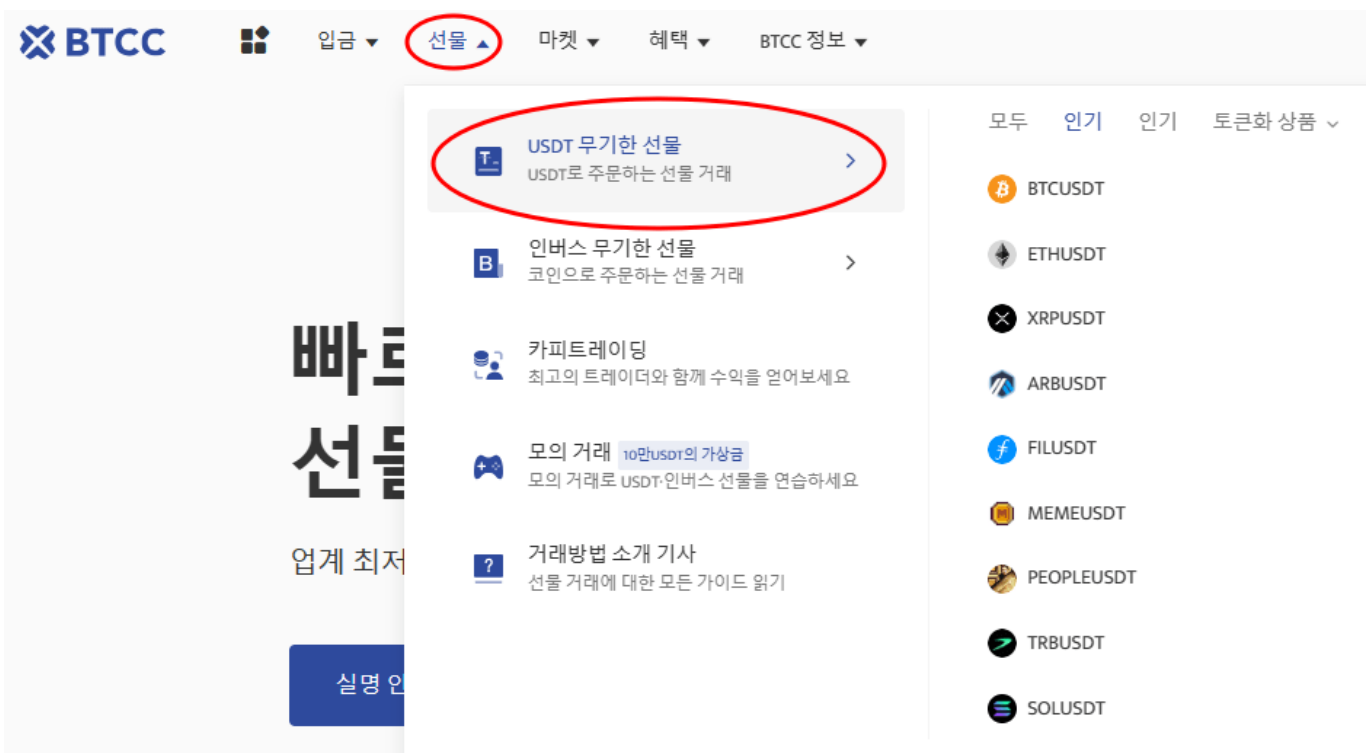 BTCC
입금 ▼
선물 ▲
마켓 ▼
혜택 ▼
BTCC 정보 ▼
USDT 무기한 선물
USDT로 주문하는 선물 거래
인버스 무기한 선물
코인으로 주문하는 선물 거래
카피트레이딩
최고의 트레이더와 함께 수익을 얻어보세요
모의 거래 10만USDT의 가상금
모의 거래로 USDT·인버스 선물을 연습하세요
거래방법 소개 기사
선물 거래에 대한 모든 가이드 읽기
모두
인기
인기
토큰화 상품
BTCUSDT
ETHUSDT
XRPUSDT
ARBUSDT
FILUSDT
MEMEUSDT
PEOPLEUSDT
TRBUSDT
SOLUSDT
업계 최저
실명